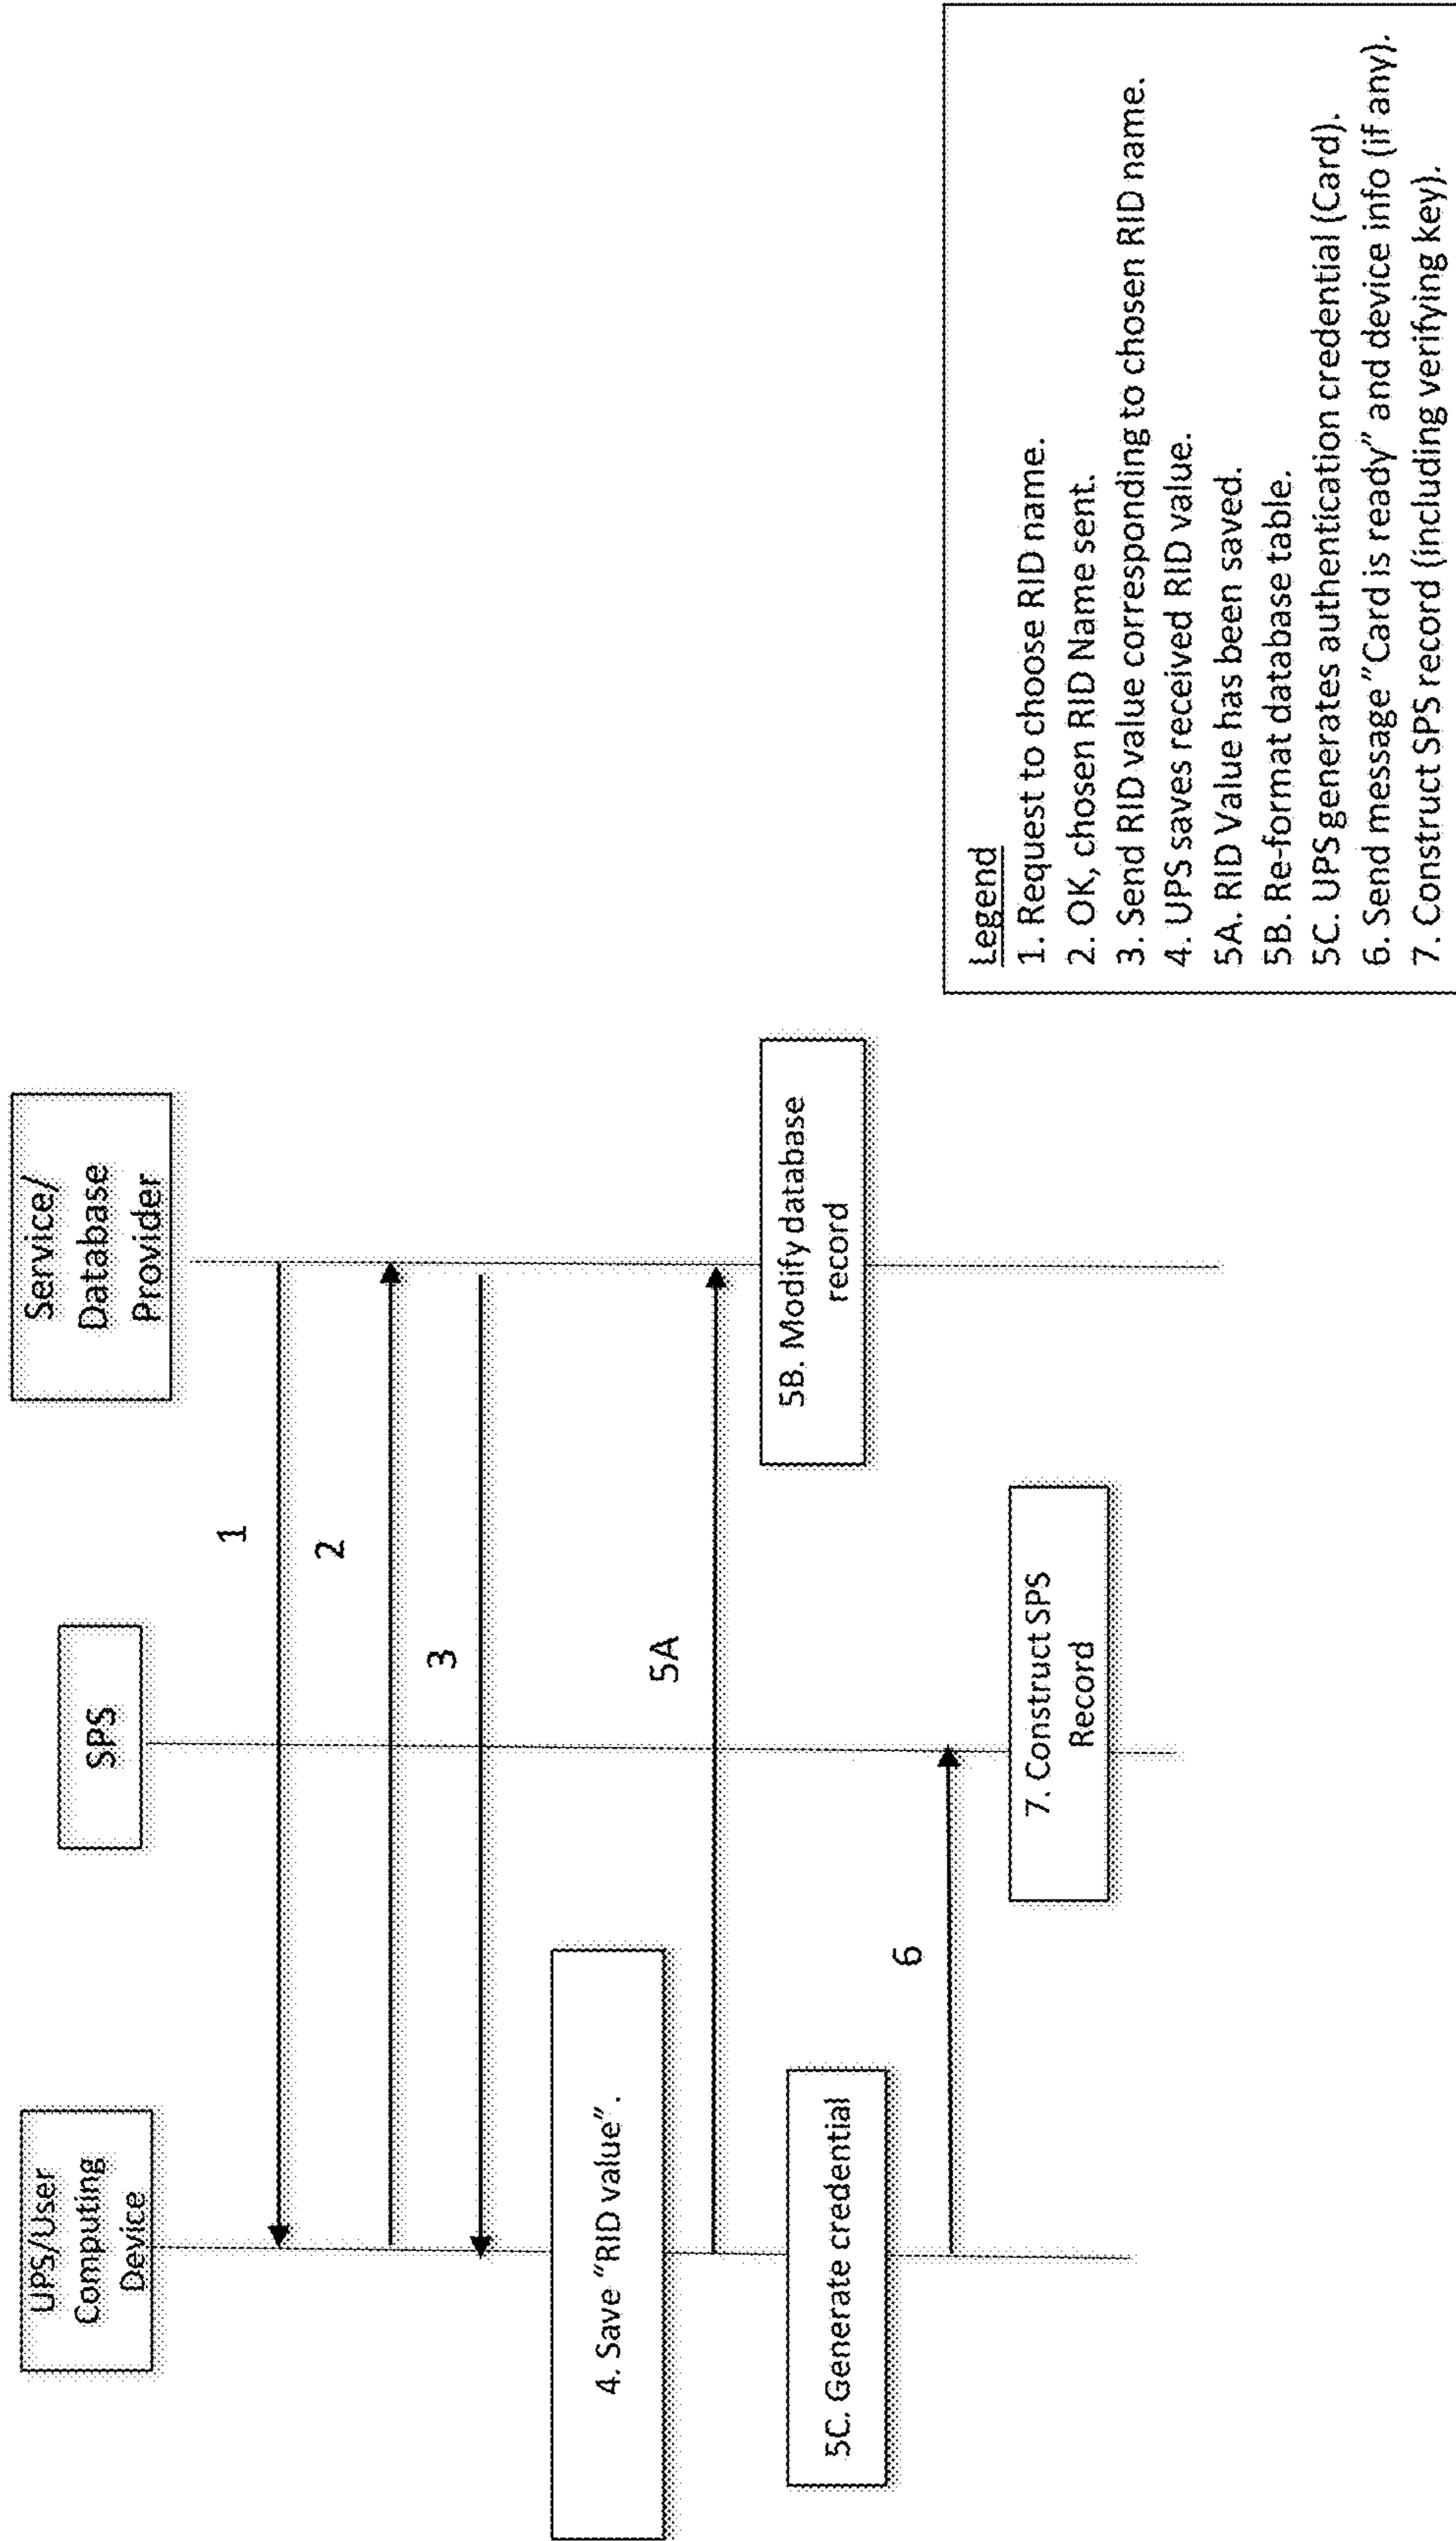 UPS/User
Computing
Device
SPS
Service/
Database
Provider
1
2
3
4. Save "RID value".
5A
5B. Modify database
record
5C. Generate credential
6
7. Construct SPS
Record
Legend
1. Request to choose RID name.
2. OK, chosen RID Name sent.
3. Send RID value corresponding to chosen RID name.
4. UPS saves received RID value.
5A. RID Value has been saved.
5B. Re-format database table.
5C. UPS generates authentication credential (Card).
6. Send message "Card is ready" and device info (if any).
7. Construct SPS record (including verifying key).